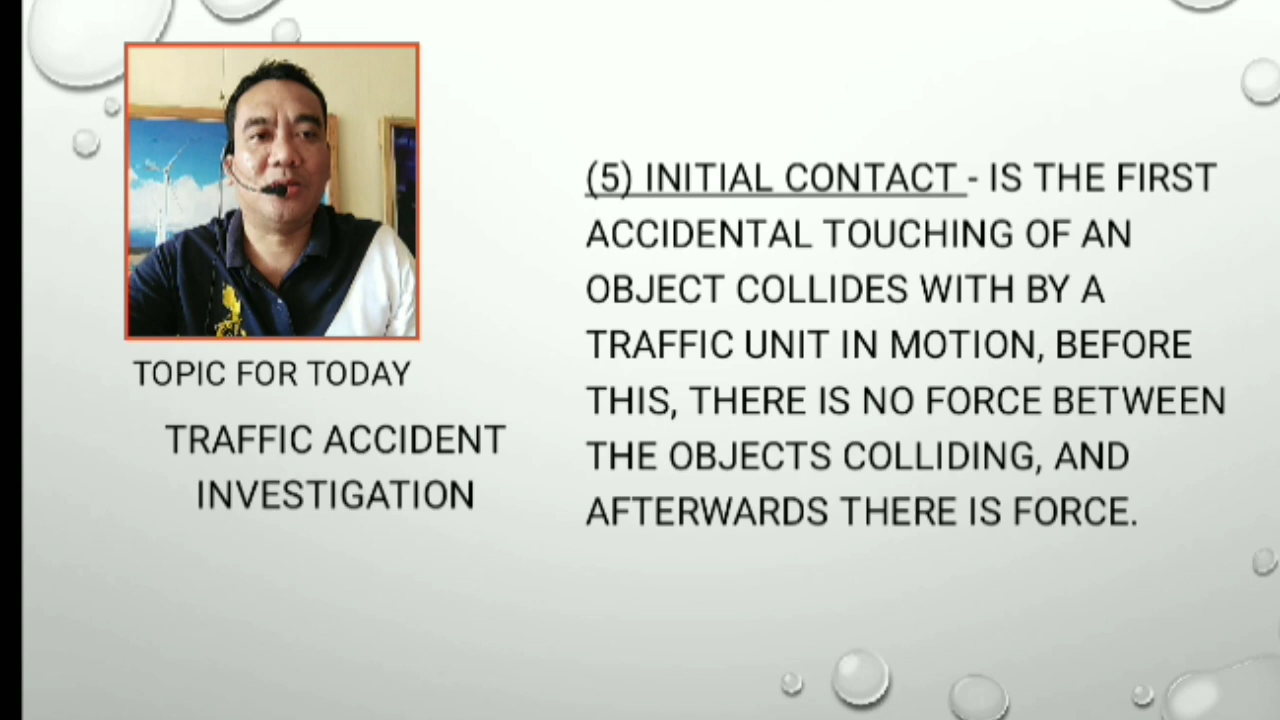 TOPIC FOR TODAY
TRAFFIC ACCIDENT
INVESTIGATION
(5) INITIAL CONTACT - IS THE FIRST
ACCIDENTAL TOUCHING OF AN
OBJECT COLLIDES WITH BY A
TRAFFIC UNIT IN MOTION, BEFORE
THIS, THERE IS NO FORCE BETWEEN
THE OBJECTS COLLIDING, AND
AFTERWARDS THERE IS FORCE.